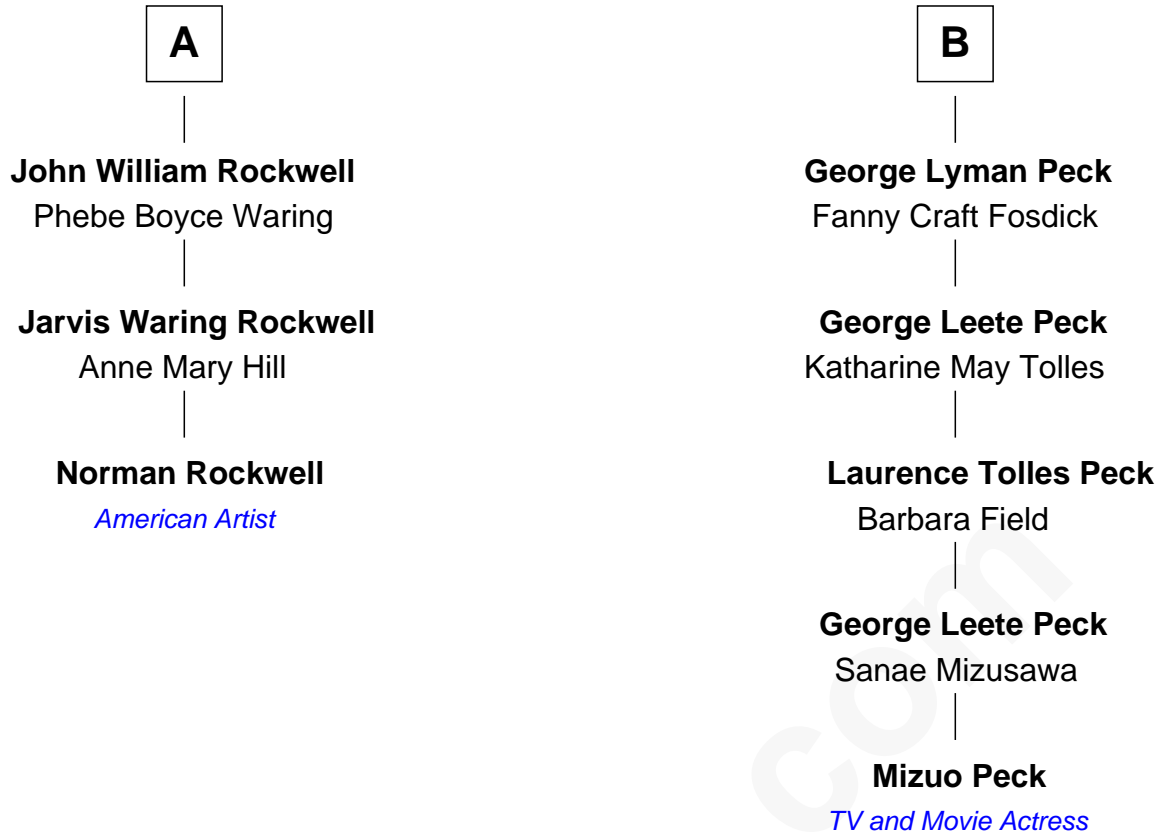 A
John William Rockwell
Phebe Boyce Waring
Jarvis Waring Rockwell
Anne Mary Hill
Norman Rockwell
American Artist
B
George Lyman Peck
Fanny Craft Fosdick
George Leete Peck
Katharine May Tolles
Laurence Tolles Peck
Barbara Field
George Leete Peck
Sanae Mizusawa
Mizuo Peck
TV and Movie Actress
com